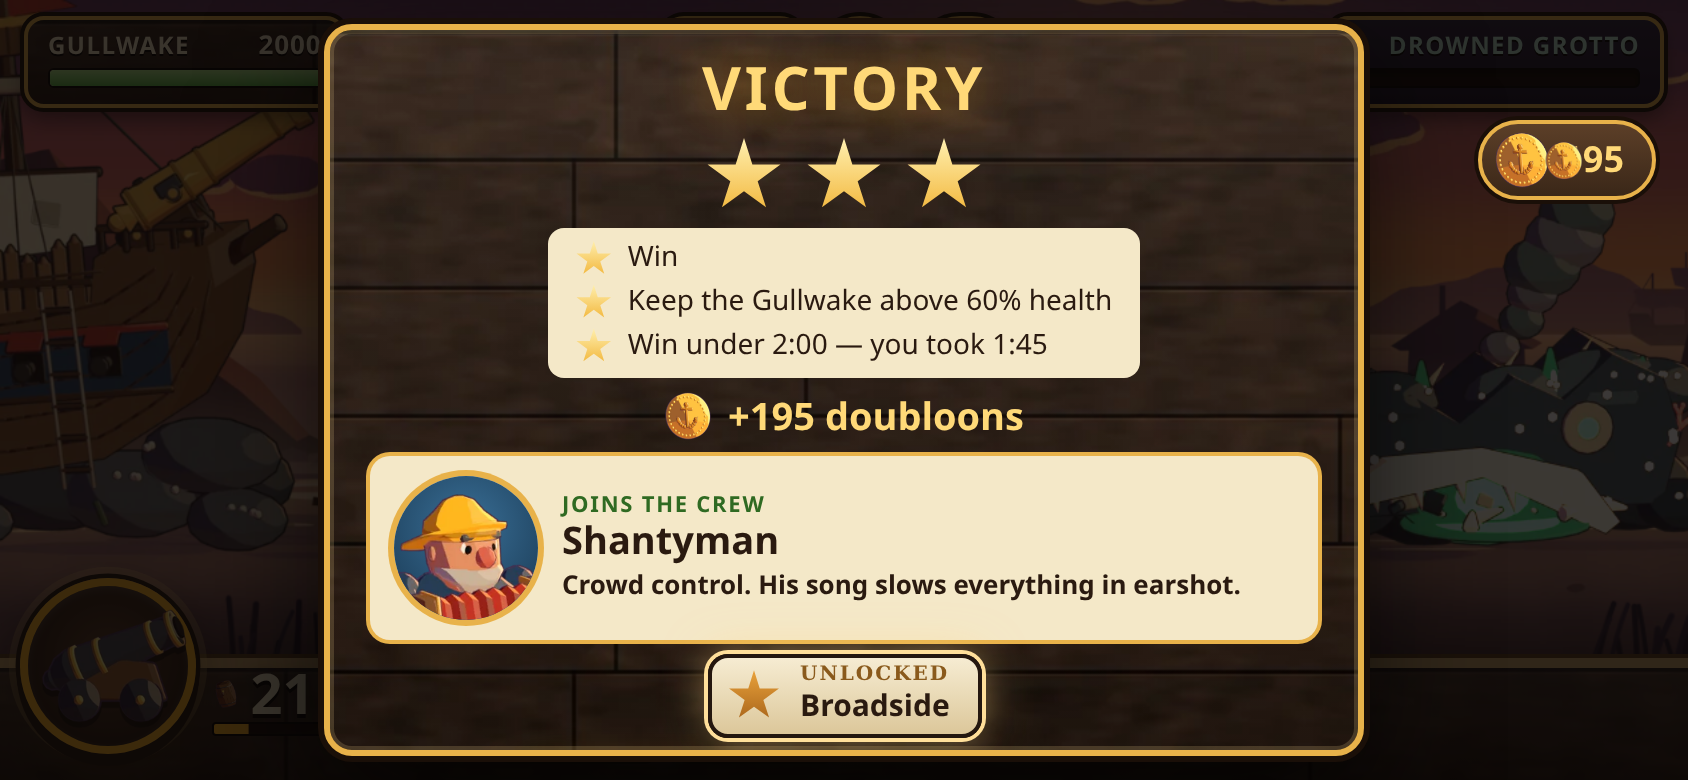 GULLWAKE 2000
DROWNED GROTTO
95
VICTORY
Win
Keep the Gullwake above 60% health
Win under 2:00 — you took 1:45
+195 doubloons
JOINS THE CREW
Shantyman
Crowd control. His song slows everything in earshot.
UNLOCKED
Broadside
21